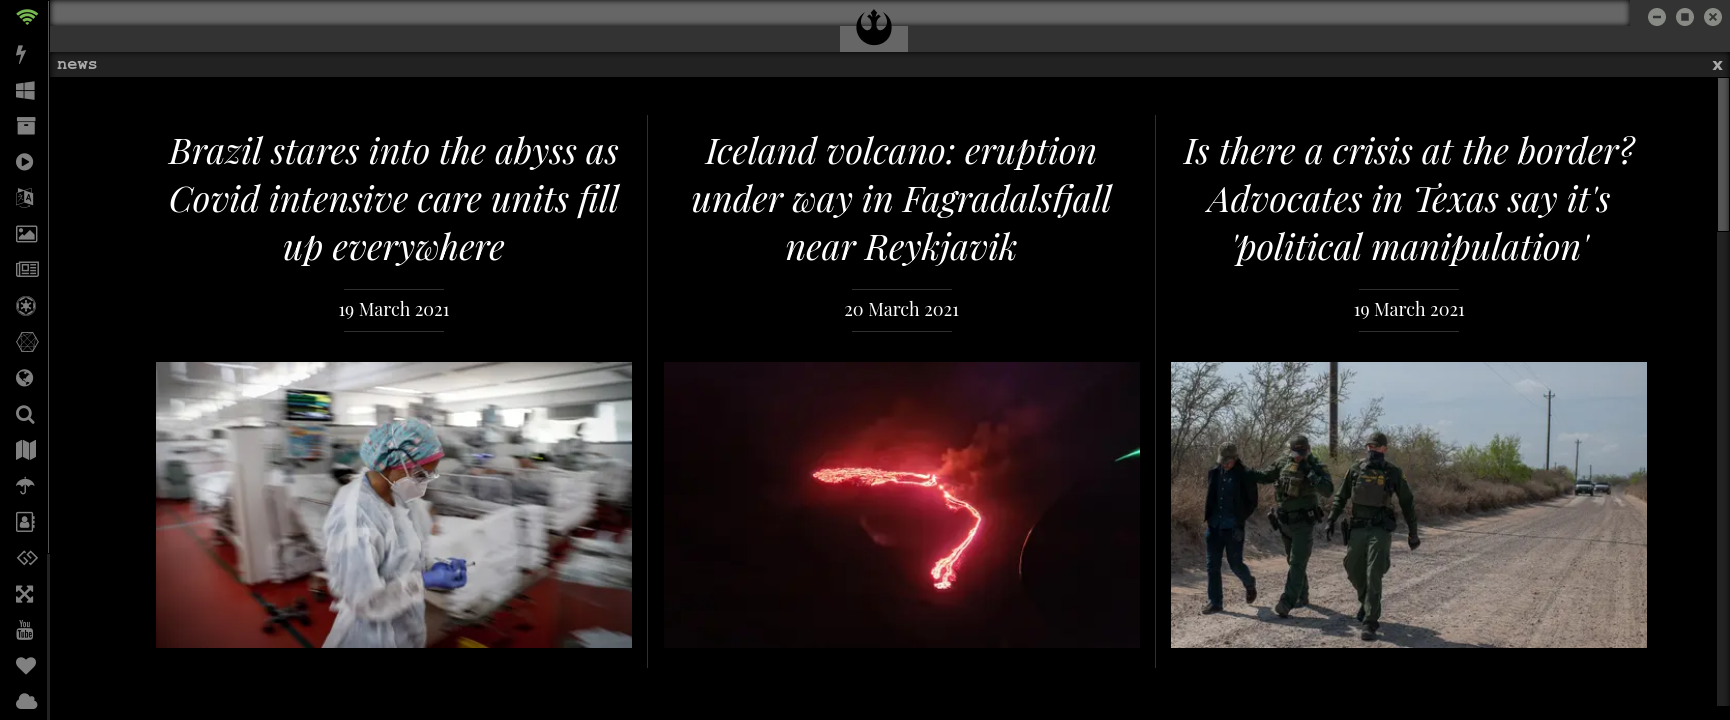 news
x
Brazil stares into the abyss as
Covid intensive care units fill
up everywhere
19 March 2021
Iceland volcano: eruption
under way in Fagradalsfjall
near Reykjavik
20 March 2021
Is there a crisis at the border?
Advocates in Texas say it's
'political manipulation'
19 March 2021
You
Tube